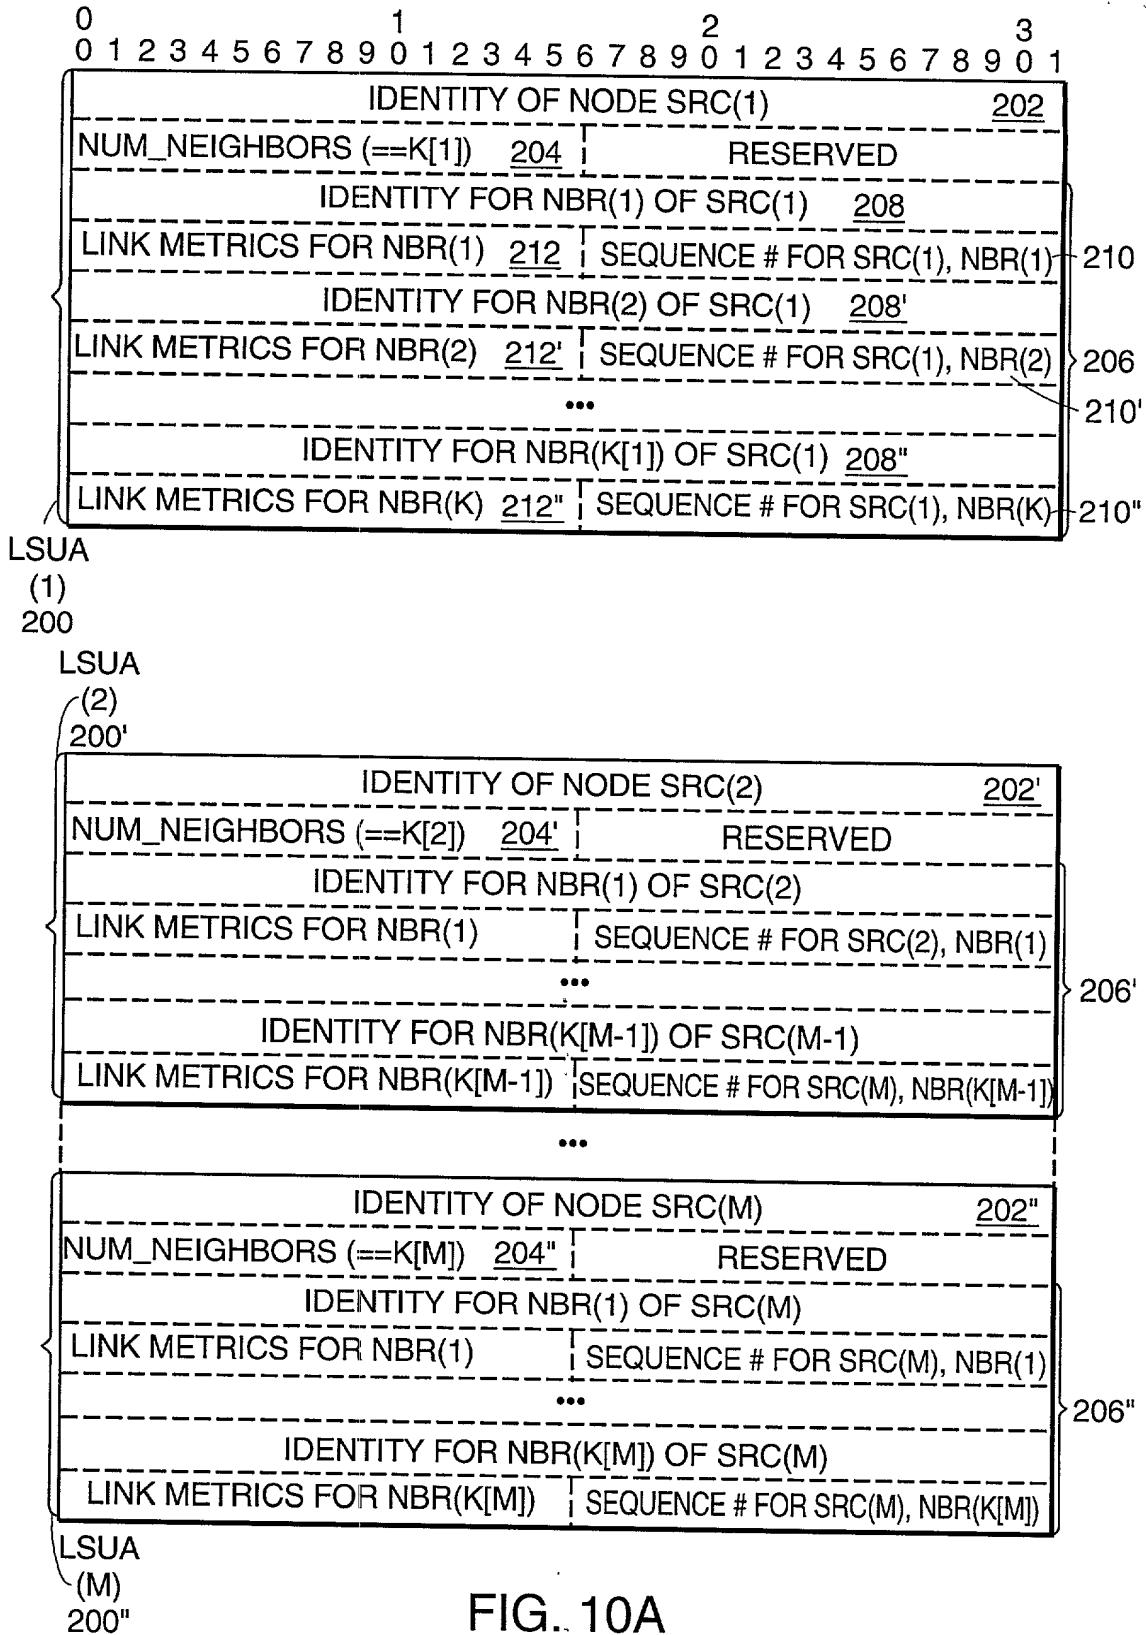 0 1 2 3
0 1 2 3 4 5 6 7 8 9 0 1 2 3 4 5 6 7 8 9 0 1 2 3 4 5 6 7 8 9 0 1
IDENTITY OF NODE SRC(1) 202
NUM_NEIGHBORS (==K[1]) 204 RESERVED
IDENTITY FOR NBR(1) OF SRC(1) 208
LINK METRICS FOR NBR(1) 212 SEQUENCE # FOR SRC(1), NBR(1) 210
IDENTITY FOR NBR(2) OF SRC(1) 208'
LINK METRICS FOR NBR(2) 212' SEQUENCE # FOR SRC(1), NBR(2) 206
••• 210'
IDENTITY FOR NBR(K[1]) OF SRC(1) 208"
LINK METRICS FOR NBR(K) 212" SEQUENCE # FOR SRC(1), NBR(K) 210"
LSUA
(1)
200
LSUA
(2)
200'
IDENTITY OF NODE SRC(2) 202'
NUM_NEIGHBORS (==K[2]) 204' RESERVED
IDENTITY FOR NBR(1) OF SRC(2)
LINK METRICS FOR NBR(1) SEQUENCE # FOR SRC(2), NBR(1)
••• 206'
IDENTITY FOR NBR(K[M-1]) OF SRC(M-1)
LINK METRICS FOR NBR(K[M-1]) SEQUENCE # FOR SRC(M), NBR(K[M-1])
•••
IDENTITY OF NODE SRC(M) 202"
NUM_NEIGHBORS (==K[M]) 204" RESERVED
IDENTITY FOR NBR(1) OF SRC(M)
LINK METRICS FOR NBR(1) SEQUENCE # FOR SRC(M), NBR(1)
••• 206"
IDENTITY FOR NBR(K[M]) OF SRC(M)
LINK METRICS FOR NBR(K[M]) SEQUENCE # FOR SRC(M), NBR(K[M])
LSUA
(M)
200"
FIG. 10A